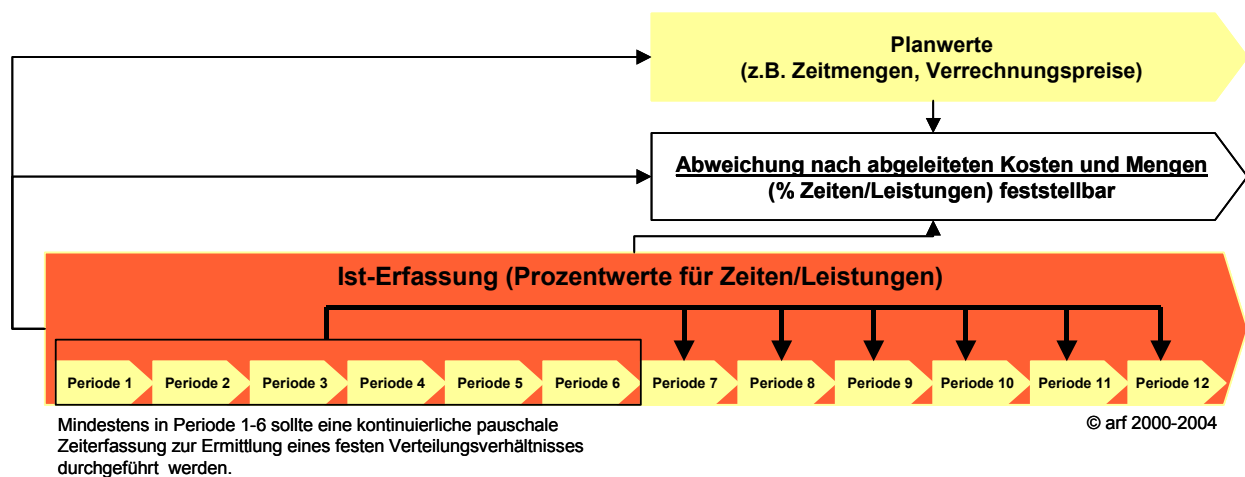 Planwerte
(z.B. Zeitmengen, Verrechnungspreise)
Abweichung nach abgeleiteten Kosten und Mengen
(% Zeiten/Leistungen) feststellbar
Ist-Erfassung (Prozentwerte für Zeiten/Leistungen)
Periode 1 Periode 2 Periode 3 Periode 4 Periode 5 Periode 6 Periode 7 Periode 8 Periode 9 Periode 10 Periode 11 Periode 12
Mindestens in Periode 1-6 sollte eine kontinuierliche pauschale
Zeiterfassung zur Ermittlung eines festen Verteilungsverhältnisses
durchgeführt werden.
© arf 2000-2004